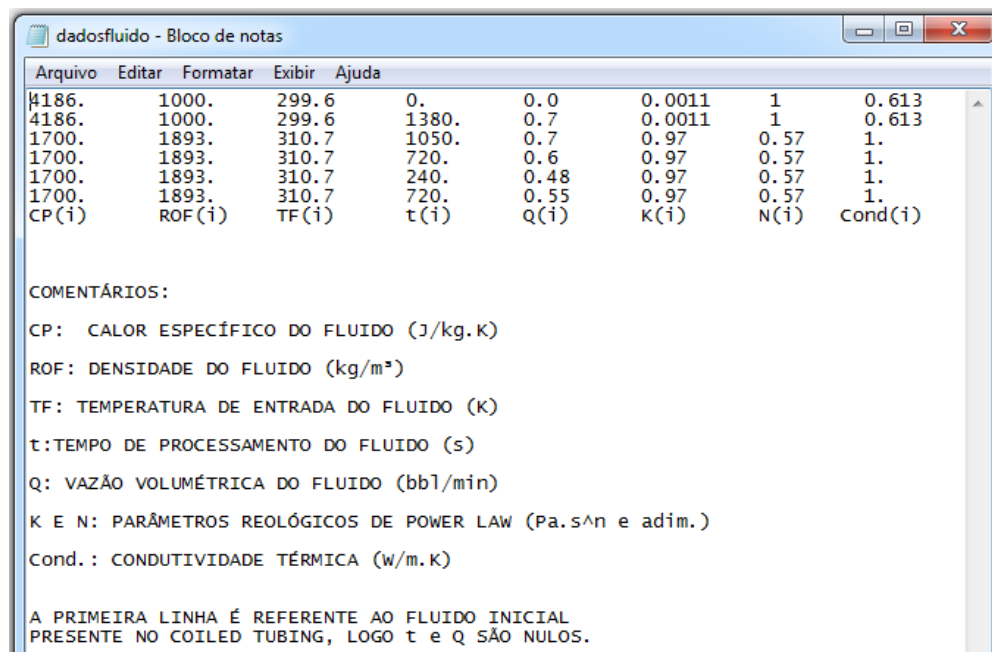 dadosfluido - Bloco de notas
Arquivo Editar Formatar Exibir Ajuda
4186. 1000. 299.6 0. 0.0 0.0011 1 0.613
4186. 1000. 299.6 1380. 0.7 0.0011 1 0.613
1700. 1893. 310.7 1050. 0.7 0.97 0.57 1.
1700. 1893. 310.7 720. 0.6 0.97 0.57 1.
1700. 1893. 310.7 240. 0.48 0.97 0.57 1.
1700. 1893. 310.7 720. 0.55 0.97 0.57 1.
CP(i) ROF(i) TF(i) t(i) Q(i) K(i) N(i) Cond(i)
COMENTÁRIOS:
CP: CALOR ESPECÍFICO DO FLUIDO (J/kg.K)
ROF: DENSIDADE DO FLUIDO (kg/m³)
TF: TEMPERATURA DE ENTRADA DO FLUIDO (K)
t:TEMPO DE PROCESSAMENTO DO FLUIDO (s)
Q: VAZÃO VOLUMÉTRICA DO FLUIDO (bbl/min)
K E N: PARÂMETROS REOLÓGICOS DE POWER LAW (Pa.s^n e adim.)
Cond.: CONDUTIVIDADE TÉRMICA (W/m.K)
A PRIMEIRA LINHA É REFERENTE AO FLUIDO INICIAL
PRESENTE NO COILED TUBING, LOGO t e Q SÃO NULOS.